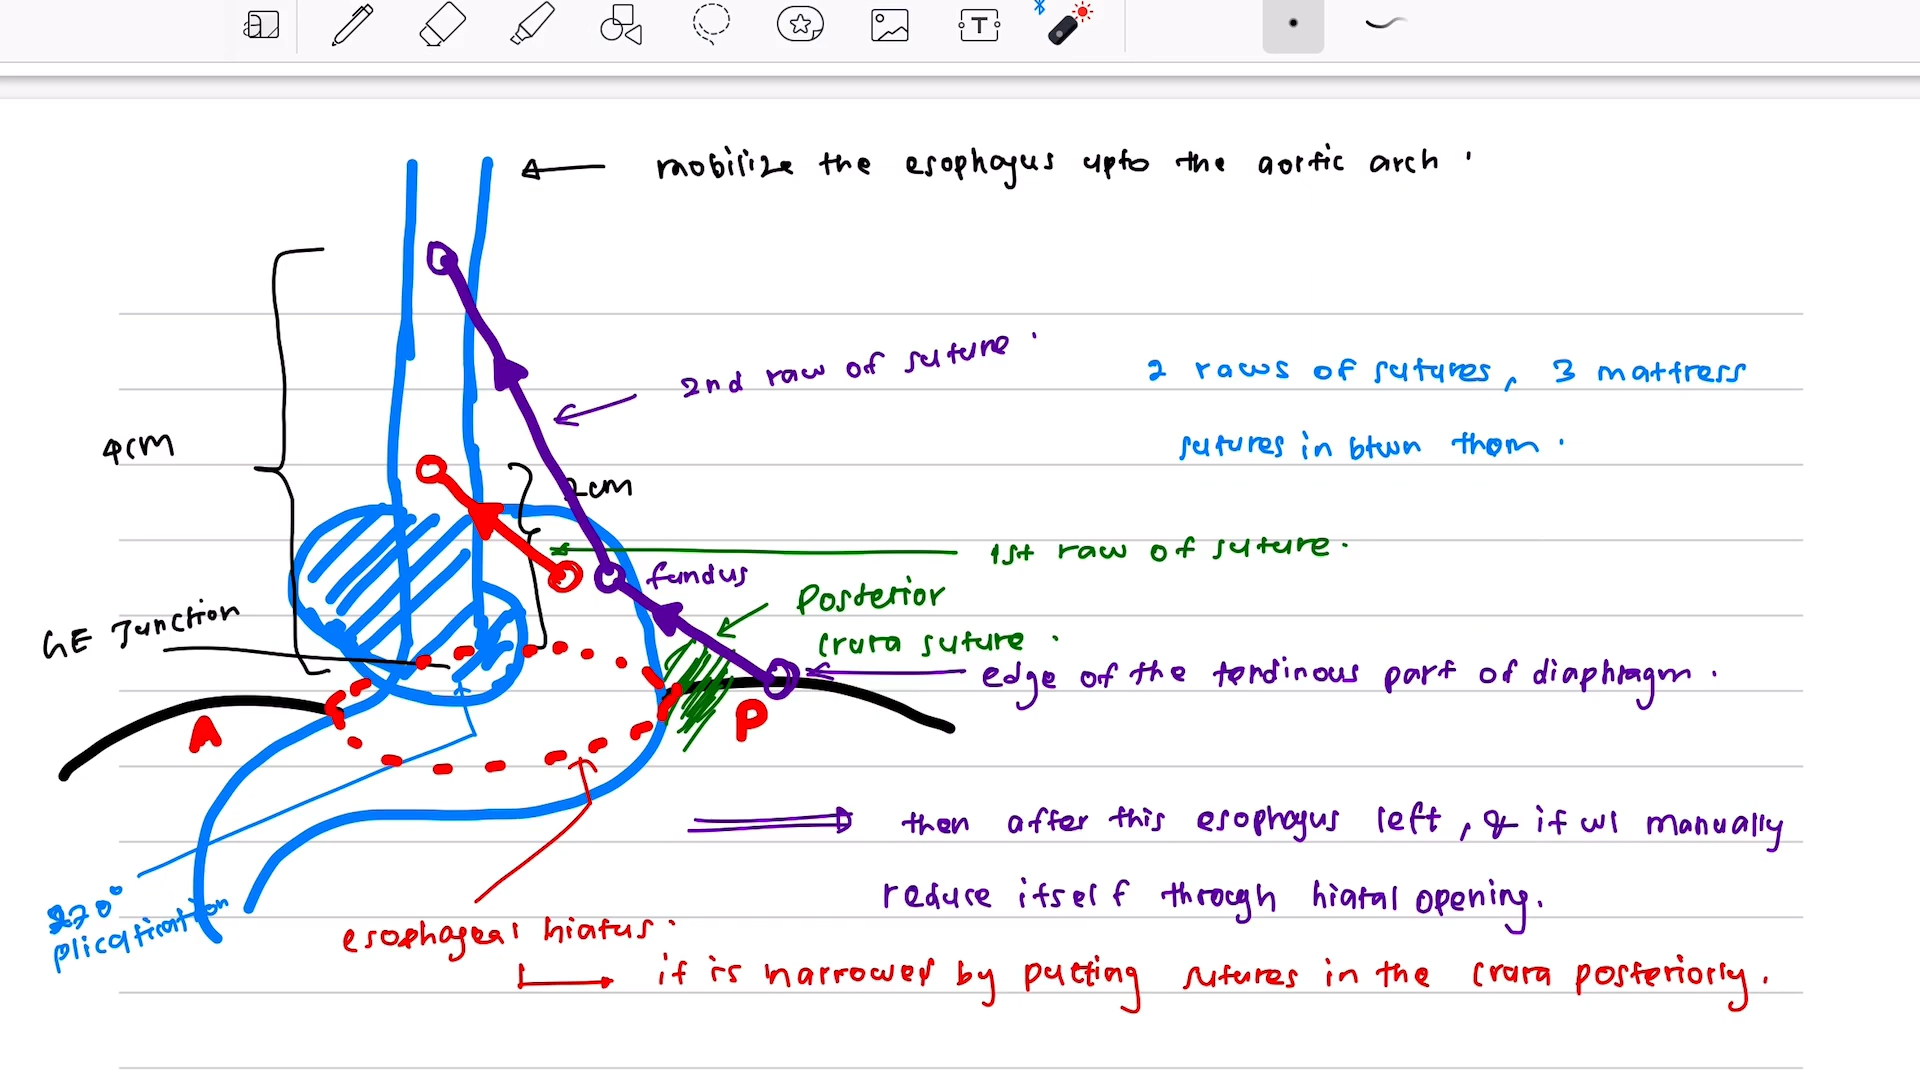 mobilize the esophagus upto the aortic arch .
2nd raw of suture .
2 raws of sutures, 3 mattress
sutures in btwn them .
4cm
2cm
1st raw of suture .
fundus
Posterior
crura suture .
GE Junction
edge of the tendinous part of diaphragm .
A
P
then after this esophagus left, & if will manually
reduce itself through hiatal opening.
270°
plication
esophageal hiatus .
it is narrowed by putting sutures in the crura posteriorly .